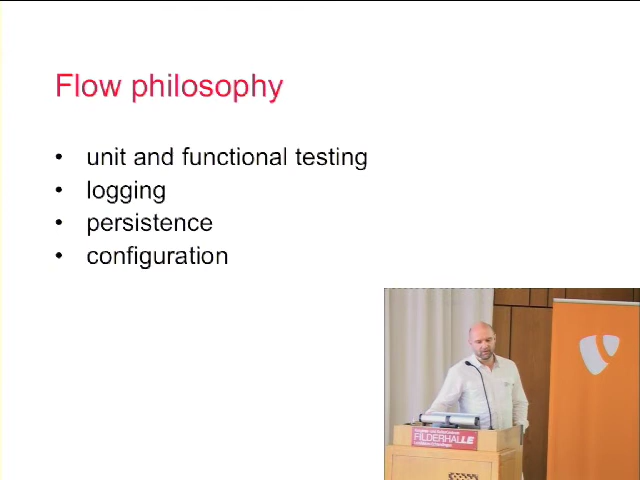 Flow philosophy
• unit and functional testing
• logging
• persistence
• configuration
FILDERHALLE